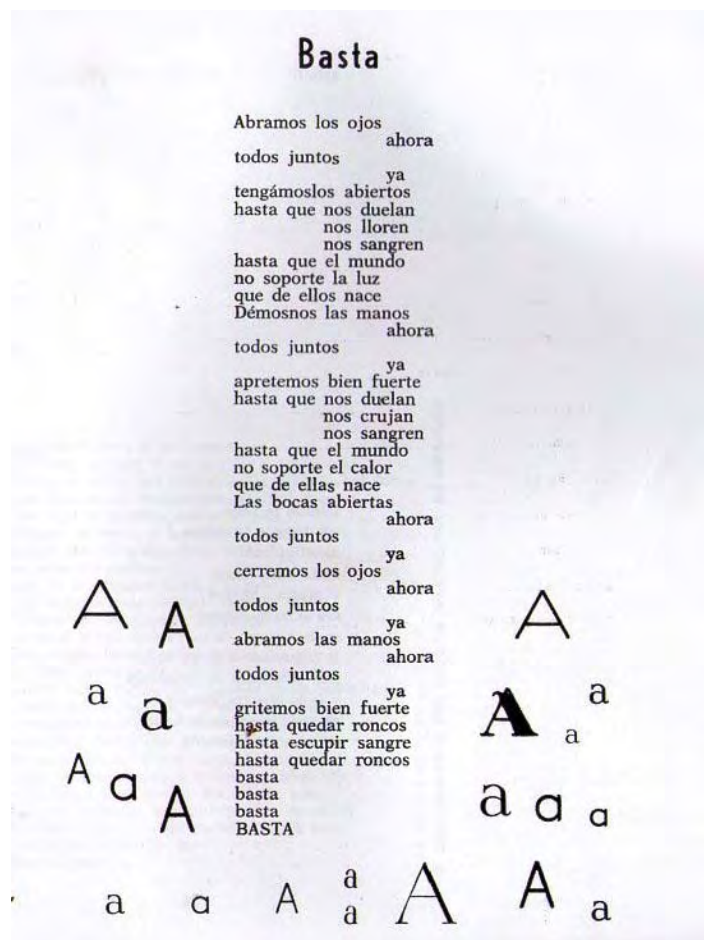 Basta
Abramos los ojos
ahora
todos juntos
ya
tengámoslos abiertos
hasta que nos duelan
nos lloren
nos sangren
hasta que el mundo
no soporte la luz
que de ellos nace
Démosnos las manos
ahora
todos juntos
ya
apretemos bien fuerte
hasta que nos duelan
nos crujan
nos sangren
hasta que el mundo
no soporte el calor
que de ellas nace
Las bocas abiertas
ahora
todos juntos
ya
cerremos los ojos
ahora
todos juntos
ya
abramos las manos
ahora
todos juntos
ya
gritemos bien fuerte
hasta quedar roncos
hasta escupir sangre
hasta quedar roncos
basta
basta
basta
BASTA
A A A
a a A a
a
A a A a a a
a a A a a A A a